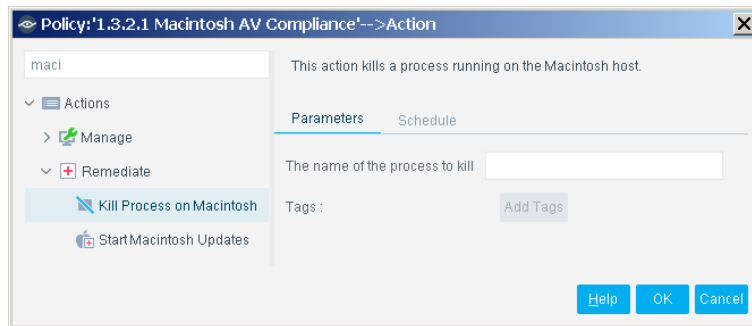 Policy:'1.3.2.1 Macintosh AV Compliance'-->Action
maci
This action kills a process running on the Macintosh host.
Actions
Manage
Remediate
Kill Process on Macintosh
Start Macintosh Updates
Parameters
Schedule
The name of the process to kill
Tags :
Add Tags
Help
OK
Cancel